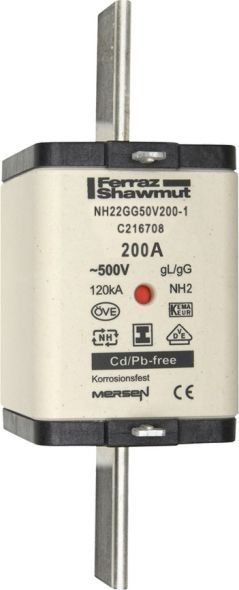 Ferraz
Shawmut
NH22GG50V200-1
C216708
200A
~500V gL/gG
120kA NH2
ÖVE KEMA KEUR
NH VDE
Cd/Pb-free
Korrosionsfest
MERSEN CE